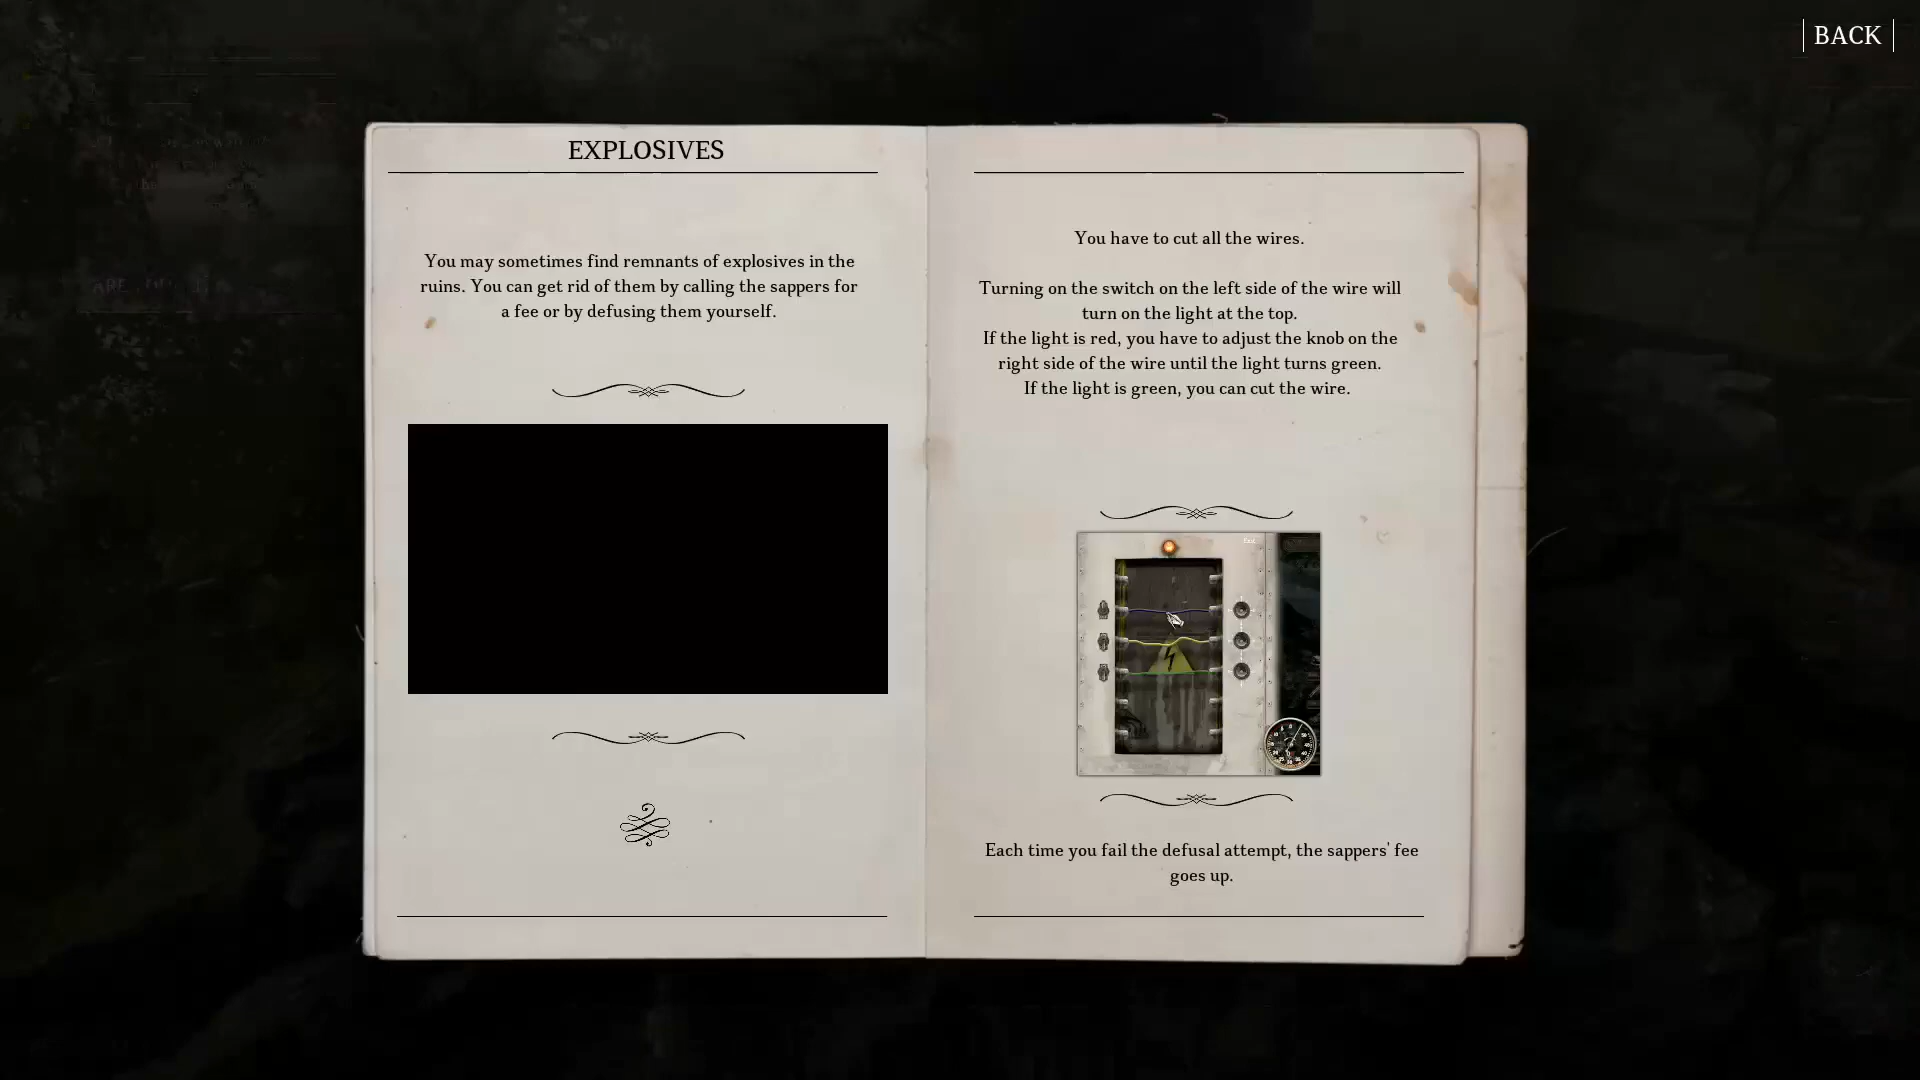 BACK
EXPLOSIVES
You may sometimes find remnants of explosives in the
ruins. You can get rid of them by calling the sappers for
a fee or by defusing them yourself.
You have to cut all the wires.
Turning on the switch on the left side of the wire will
turn on the light at the top.
If the light is red, you have to adjust the knob on the
right side of the wire until the light turns green.
If the light is green, you can cut the wire.
Each time you fail the defusal attempt, the sappers' fee
goes up.